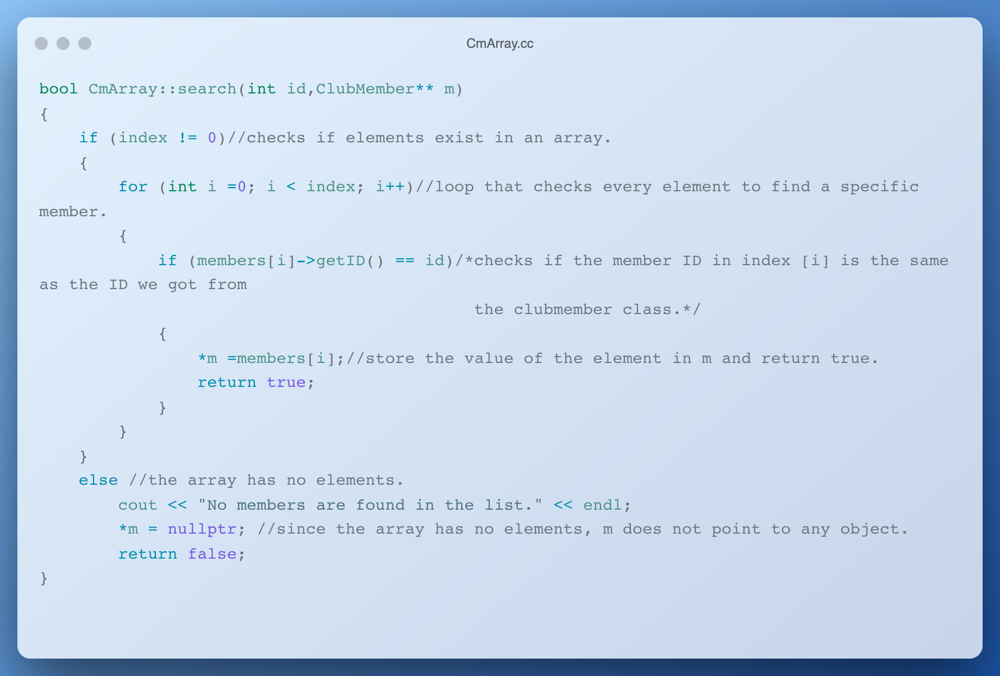 CmArray.cc
bool CmArray::search(int id,ClubMember** m)
{
    if (index != 0)//checks if elements exist in an array.
    {
        for (int i =0; i < index; i++)//loop that checks every element to find a specific
member.
        {
            if (members[i]->getID() == id)/*checks if the member ID in index [i] is the same
as the ID we got from
                                            the clubmember class.*/
            {
                *m =members[i];//store the value of the element in m and return true.
                return true;
            }
        }
    }
    else //the array has no elements.
        cout << "No members are found in the list." << endl;
        *m = nullptr; //since the array has no elements, m does not point to any object.
        return false;
}